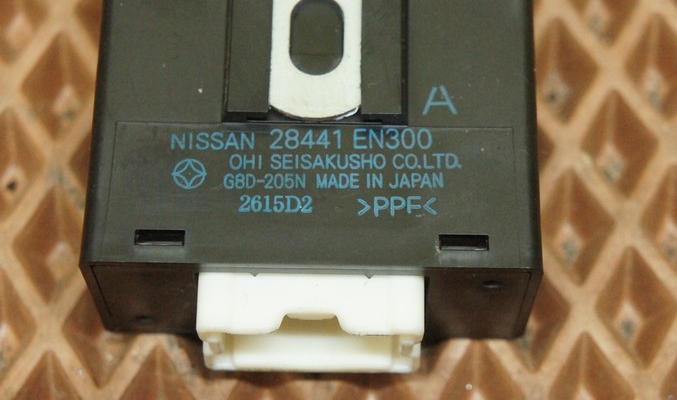 A
NISSAN 28441 EN300
OHI SEISAKUSHO CO.LTD.
G8D-205N MADE IN JAPAN
2615D2 >PPF<